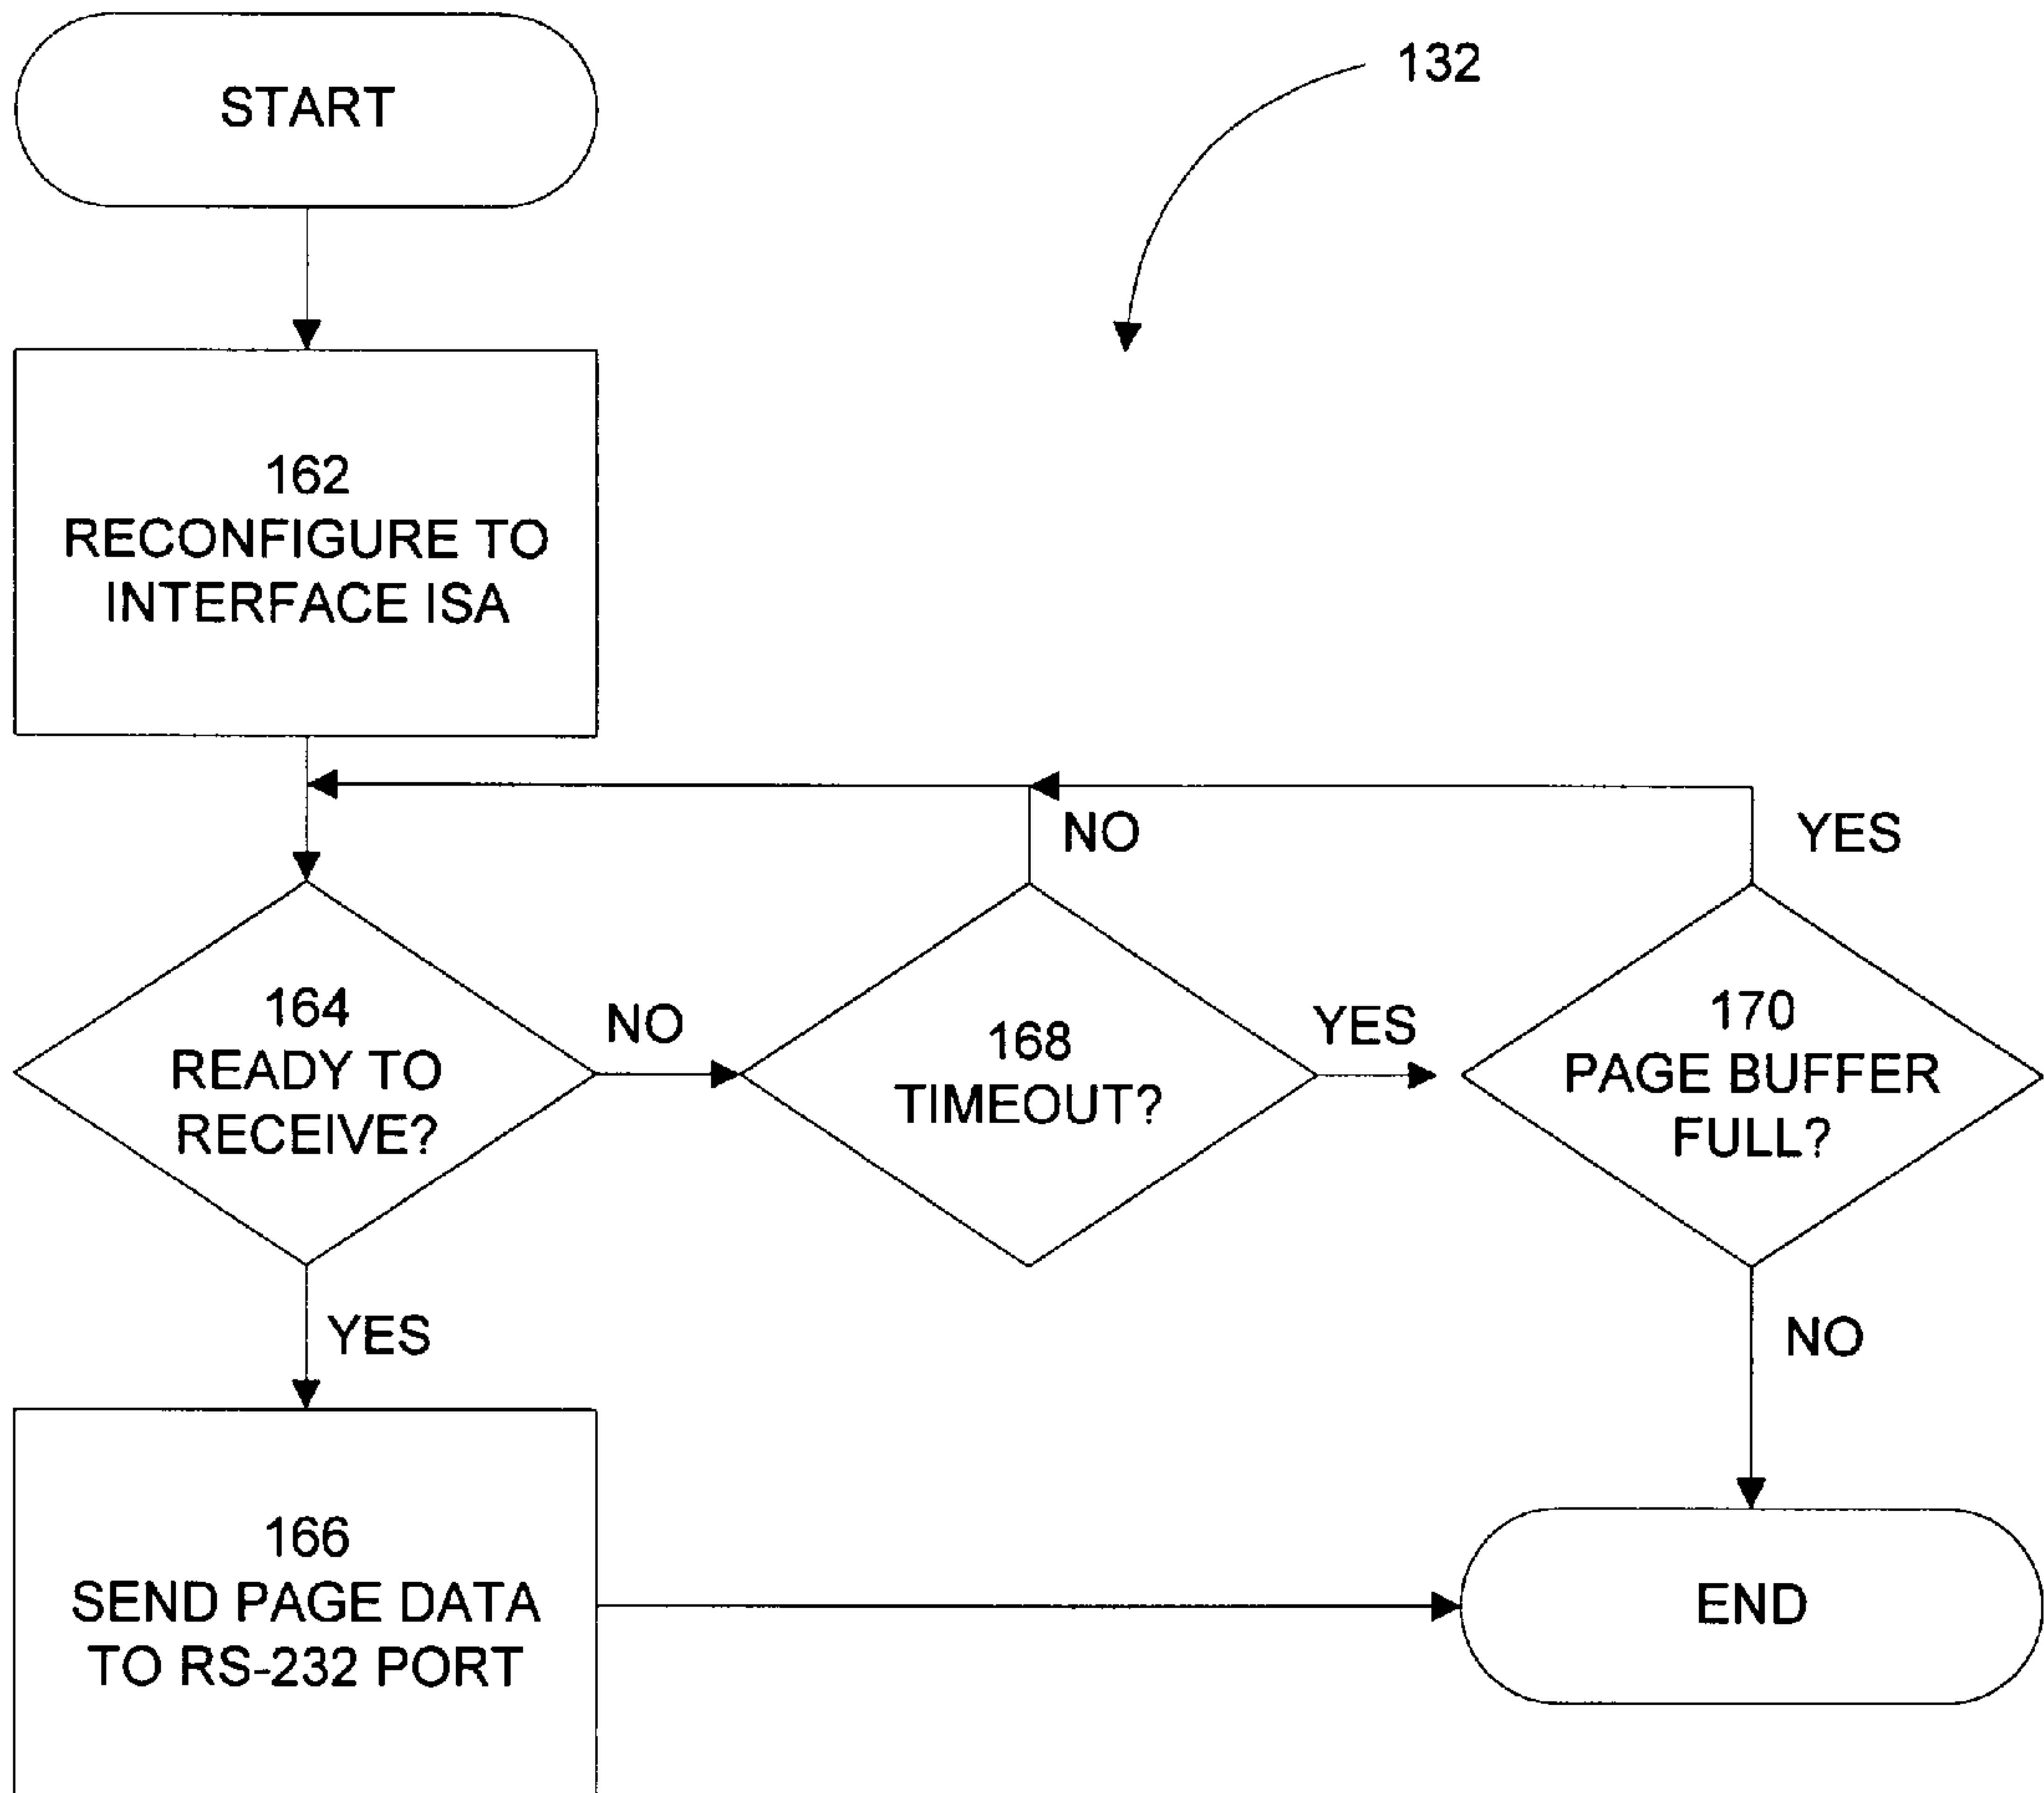 START
132
162
RECONFIGURE TO
INTERFACE ISA
NO
YES
164
READY TO
RECEIVE?
NO
168
TIMEOUT?
YES
170
PAGE BUFFER
FULL?
YES
NO
166
SEND PAGE DATA
TO RS-232 PORT
END